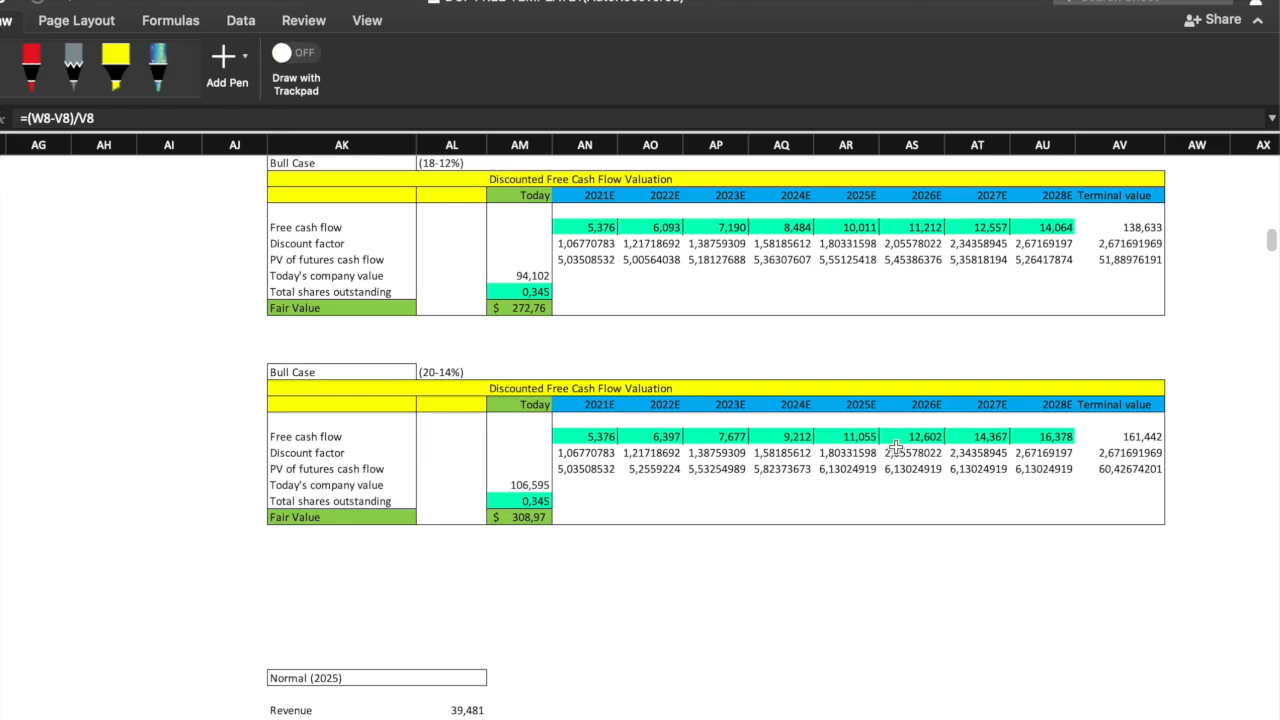 Page Layout Formulas Data Review View Share
OFF
Add Pen Draw with Trackpad
=(W8-V8)/V8
AG AH AI AJ AK AL AM AN AO AP AQ AR AS AT AU AV AW AX
Bull Case (18-12%)
Discounted Free Cash Flow Valuation
Today 2021E 2022E 2023E 2024E 2025E 2026E 2027E 2028E Terminal value
Free cash flow 5,376 6,093 7,190 8,484 10,011 11,212 12,557 14,064 138,633
Discount factor 1,06770783 1,21718692 1,38759309 1,58185612 1,80331598 2,05578022 2,34358945 2,67169197 2,671691969
PV of futures cash flow 5,03508532 5,00564038 5,18127688 5,36307607 5,55125418 5,45386376 5,35818194 5,26417874 51,88976191
Today's company value 94,102
Total shares outstanding 0,345
Fair Value $ 272,76
Bull Case (20-14%)
Discounted Free Cash Flow Valuation
Today 2021E 2022E 2023E 2024E 2025E 2026E 2027E 2028E Terminal value
Free cash flow 5,376 6,397 7,677 9,212 11,055 12,602 14,367 16,378 161,442
Discount factor 1,06770783 1,21718692 1,38759309 1,58185612 1,80331598 2,05578022 2,34358945 2,67169197 2,671691969
PV of futures cash flow 5,03508532 5,2559224 5,53254989 5,82373673 6,13024919 6,13024919 6,13024919 6,13024919 60,42674201
Today's company value 106,595
Total shares outstanding 0,345
Fair Value $ 308,97
Normal (2025)
Revenue 39,481